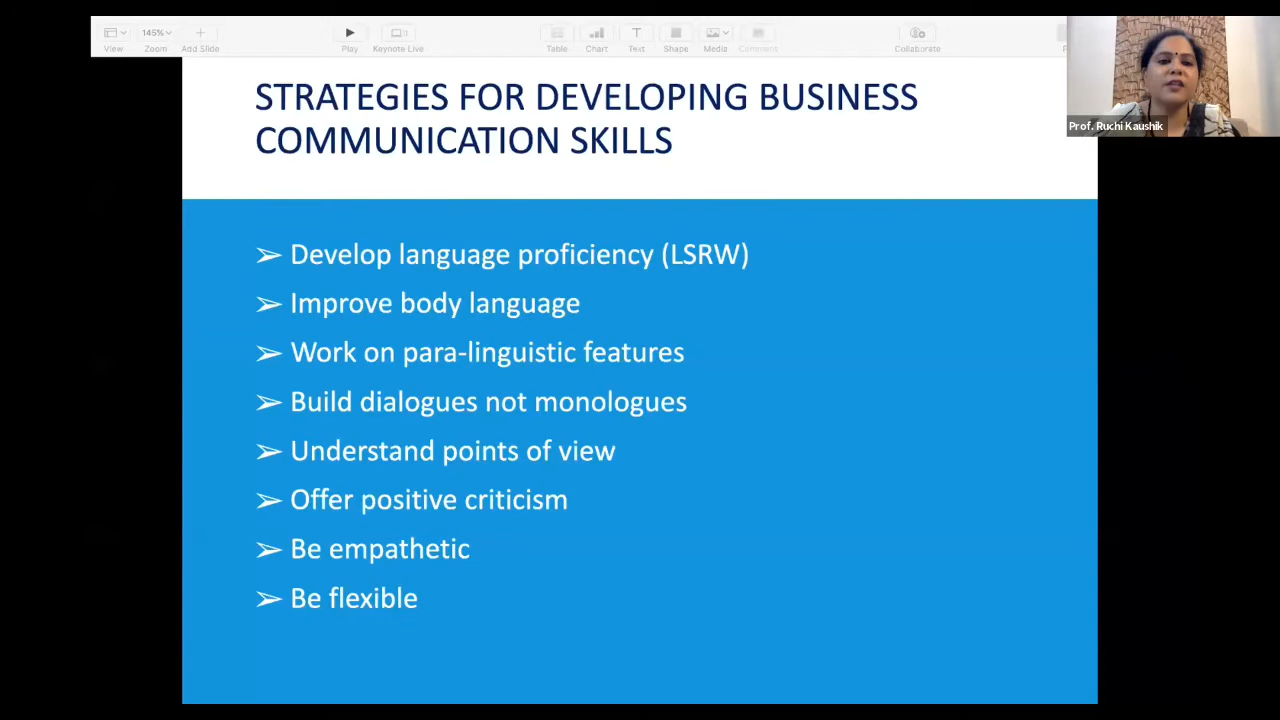 145%
View
Zoom
Add Slide
Play
Keynote Live
Table
Chart
Text
Shape
Media
Comment
Collaborate
Prof. Ruchi Kaushik
STRATEGIES FOR DEVELOPING BUSINESS
COMMUNICATION SKILLS
➢ Develop language proficiency (LSRW)
➢ Improve body language
➢ Work on para-linguistic features
➢ Build dialogues not monologues
➢ Understand points of view
➢ Offer positive criticism
➢ Be empathetic
➢ Be flexible